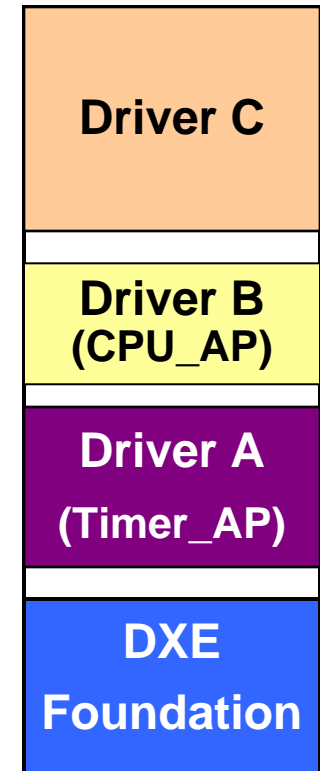 Driver C
Driver B
(CPU_AP)
Driver A
(Timer_AP)
DXE
Foundation